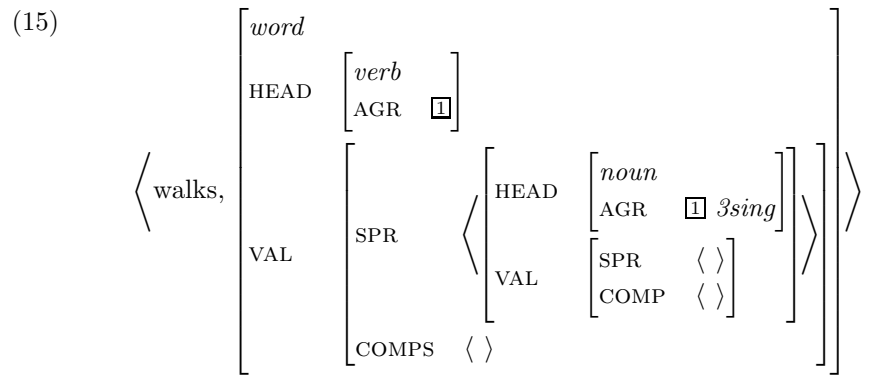 (15)
word
HEAD verb
AGR 1
⟨walks,
HEAD noun
AGR 1 3sing
SPR
VAL
VAL SPR ⟨ ⟩
COMP ⟨ ⟩
COMPS ⟨ ⟩